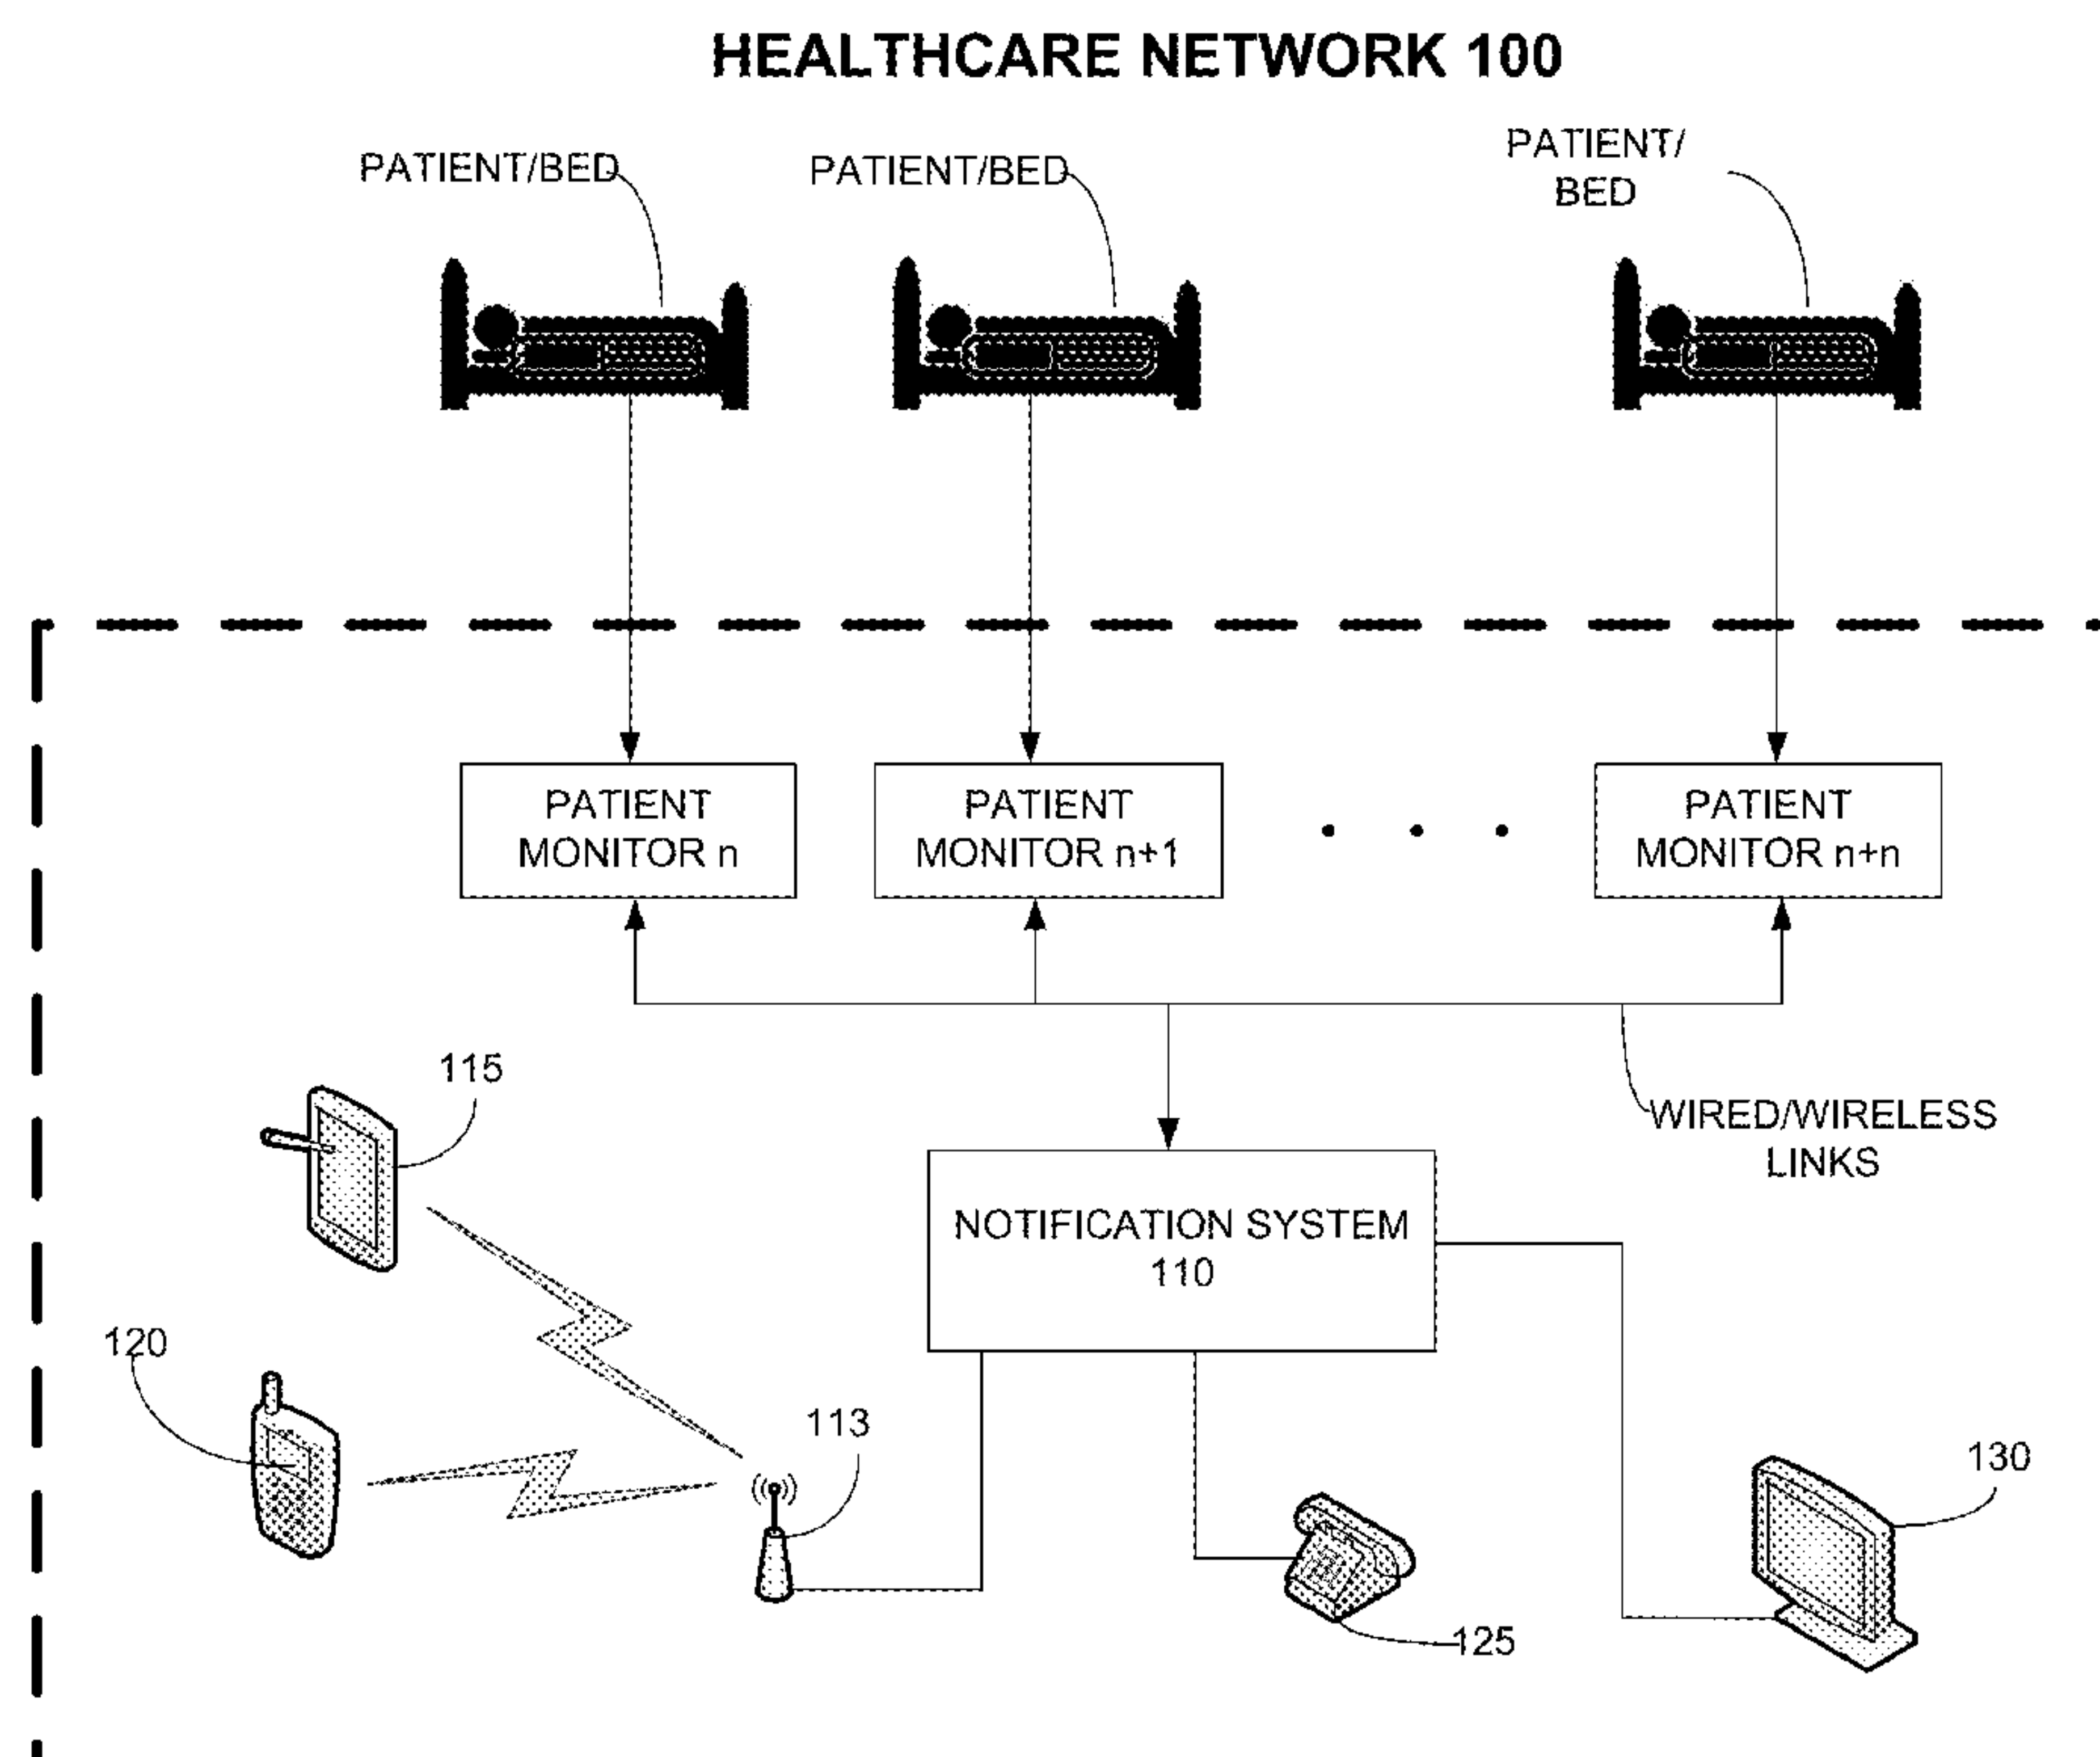 HEALTHCARE NETWORK 100
PATIENT/BED
PATIENT/BED
PATIENT/
BED
PATIENT
MONITOR n
PATIENT
MONITOR n+1
. . .
PATIENT
MONITOR n+n
115
WIRED/WIRELESS
LINKS
NOTIFICATION SYSTEM
110
120
113
130
125